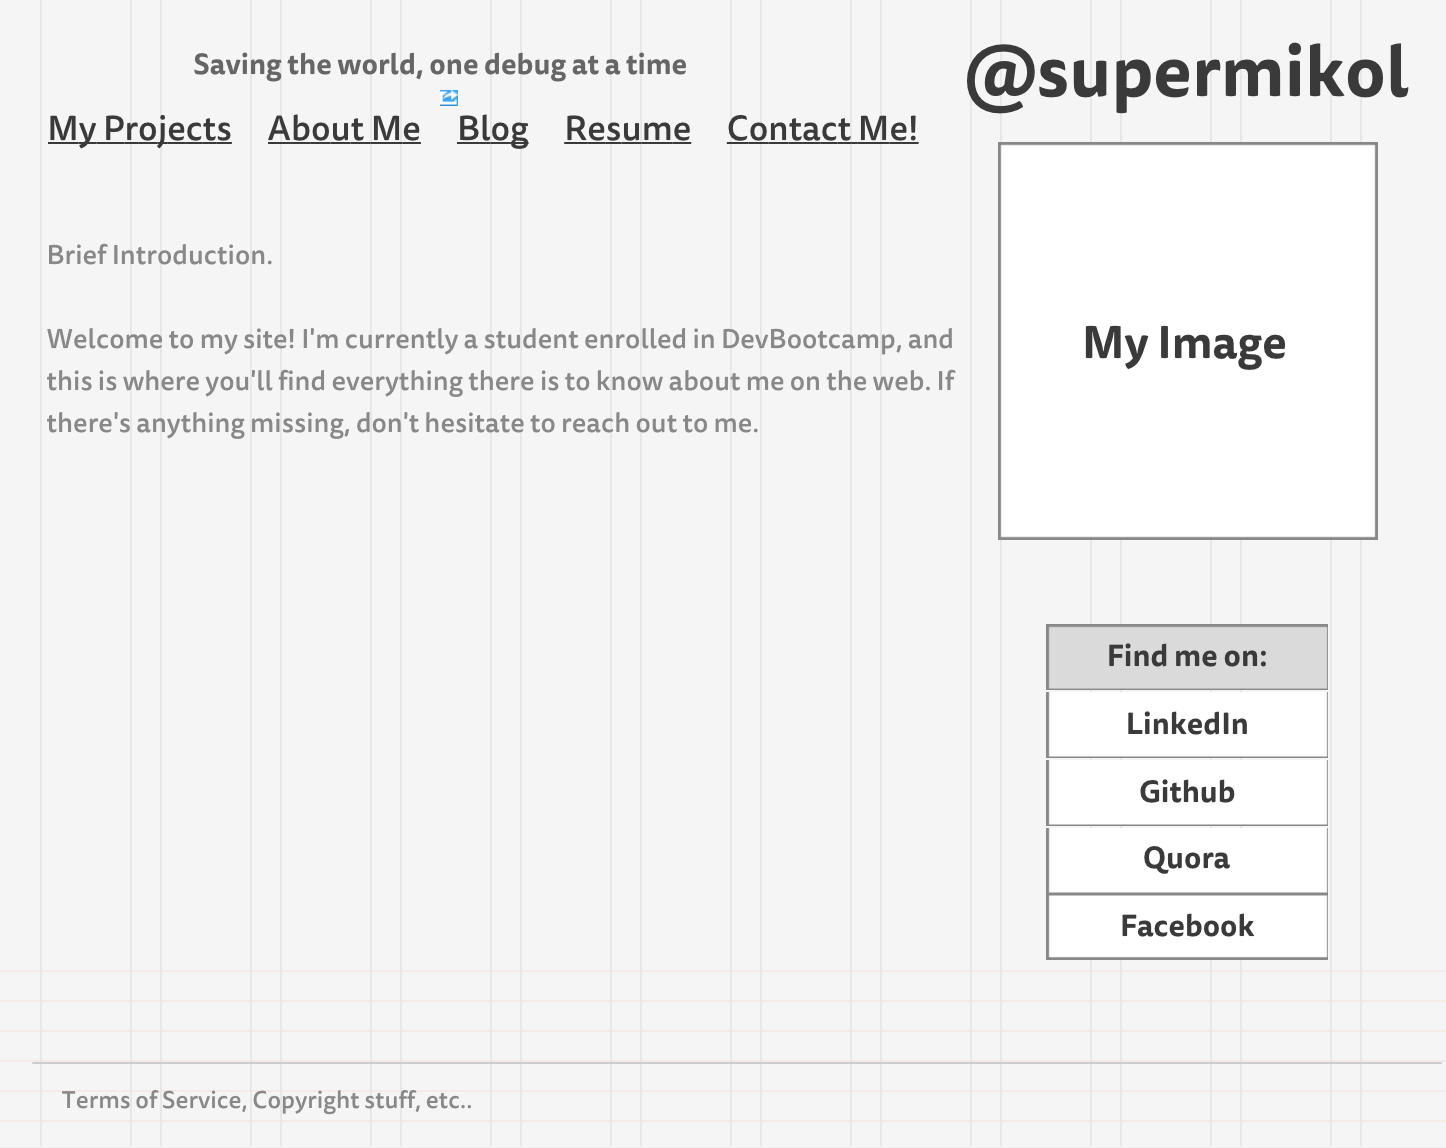 Saving the world, one debug at a time
@supermikol
My Projects About Me Blog Resume Contact Me!
Brief Introduction.
Welcome to my site! I'm currently a student enrolled in DevBootcamp, and
this is where you'll find everything there is to know about me on the web. If
there's anything missing, don't hesitate to reach out to me.
My Image
Find me on:
LinkedIn
Github
Quora
Facebook
Terms of Service, Copyright stuff, etc..